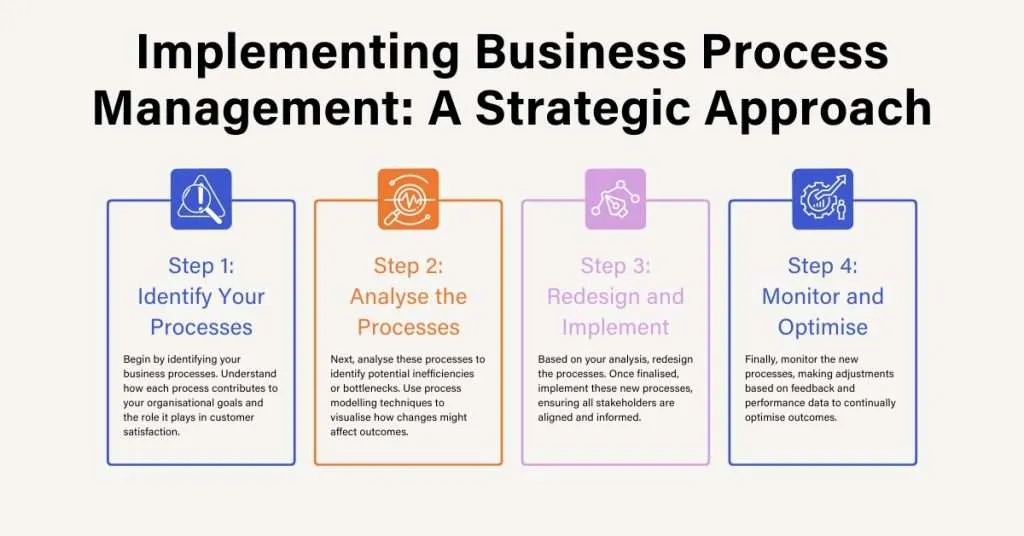 Implementing Business Process
Management: A Strategic Approach
Step 1:
Identify Your
Processes
Begin by identifying your
business processes. Understand
how each process contributes to
your organisational goals and
the role it plays in customer
satisfaction.
Step 2:
Analyse the
Processes
Next, analyse these processes to
identify potential inefficiencies
or bottlenecks. Use process
modelling techniques to
visualise how changes might
affect outcomes.
Step 3:
Redesign and
Implement
Based on your analysis, redesign
the processes. Once finalised,
implement these new processes,
ensuring all stakeholders are
aligned and informed.
Step 4:
Monitor and
Optimise
Finally, monitor the new
processes, making adjustments
based on feedback and
performance data to continually
optimise outcomes.